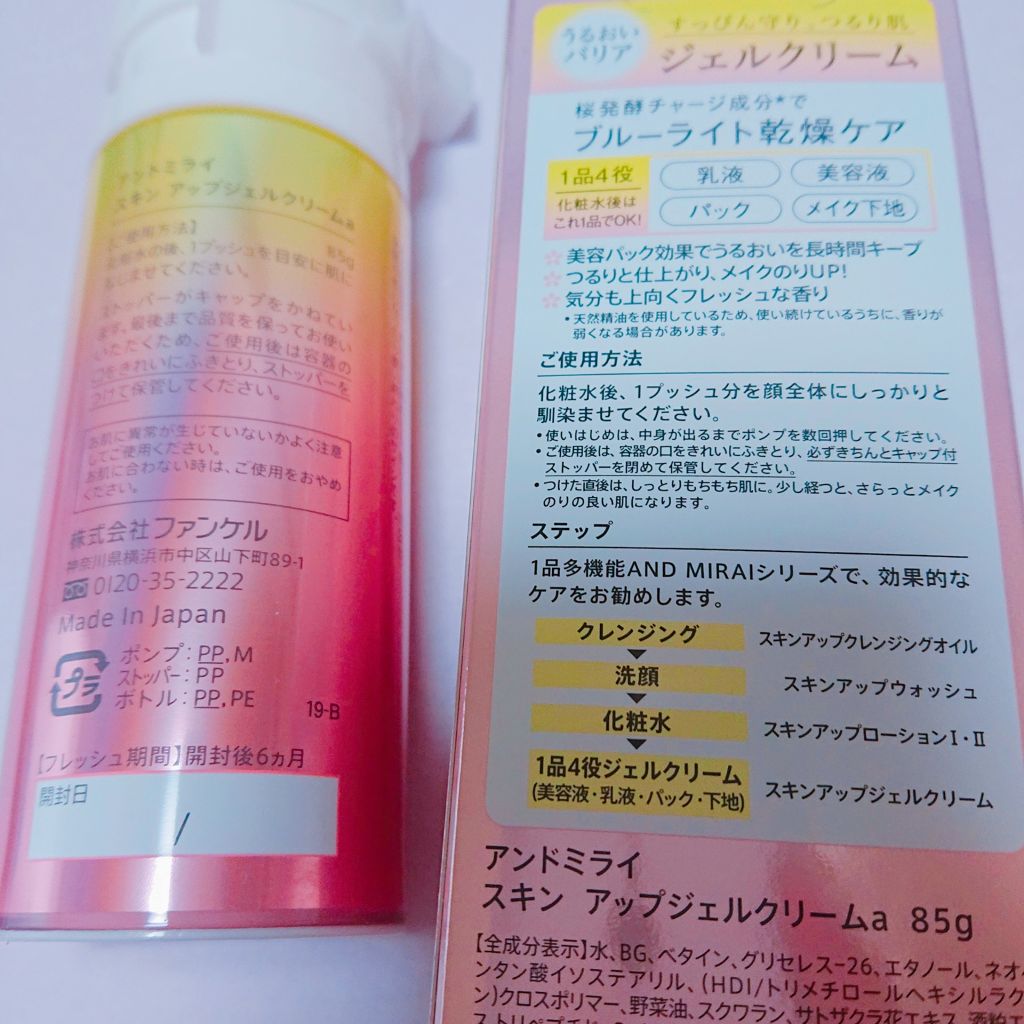 アンドミライ
スキン アップジェルクリームa
85g
【ご使用方法】
化粧水の後、1プッシュを目安に肌に
なじませてください。
ストッパーがキャップをかねてい
ます。最後まで品質を保ってお使い
いただくため、ご使用後は容器の
口をきれいにふきとり、ストッパーを
つけて保管してください。
お肌に異常が生じていないかよく注意
してご使用ください。
お肌に合わない時は、ご使用をおやめ
ください。
株式会社ファンケル
神奈川県横浜市中区山下町89-1
0120-35-2222
Made In Japan
プラ
ポンプ：PP,M
ストッパー：PP
ボトル：PP,PE
19-B
【フレッシュ期間】開封後6ヵ月
開封日
/
うるおい
バリア
すっぴん守り、つるり肌
ジェルクリーム
桜発酵チャージ成分*で
ブルーライト乾燥ケア
1品4役
化粧水後は
これ1品でOK!
乳液
美容液
パック
メイク下地
美容パック効果でうるおいを長時間キープ
つるりと仕上がり、メイクのりUP!
気分も上向くフレッシュな香り
•天然精油を使用しているため、使い続けているうちに、香りが
弱くなる場合があります。
ご使用方法
化粧水後、1プッシュ分を顔全体にしっかりと
馴染ませてください。
•使いはじめは、中身が出るまでポンプを数回押してください。
•ご使用後は、容器の口をきれいにふきとり、必ずきちんとキャップ付
ストッパーを閉めて保管してください。
•つけた直後は、しっとりもちもち肌に。少し経つと、さらっとメイク
のりの良い肌になります。
ステップ
1品多機能AND MIRAIシリーズで、効果的な
ケアをお勧めします。
クレンジング スキンアップクレンジングオイル
洗顔 スキンアップウォッシュ
化粧水 スキンアップローションⅠ・Ⅱ
1品4役ジェルクリーム
(美容液・乳液・パック・下地) スキンアップジェルクリーム
アンドミライ
スキン アップジェルクリームa 85g
【全成分表示】水、BG、ベタイン、グリセレス-26、エタノール、ネオペ
ンタン酸イソステアリル、(HDI/トリメチロールヘキシルラク
ン)クロスポリマー、野菜油、スクワラン、サトザクラ花エキス、酒粕エ